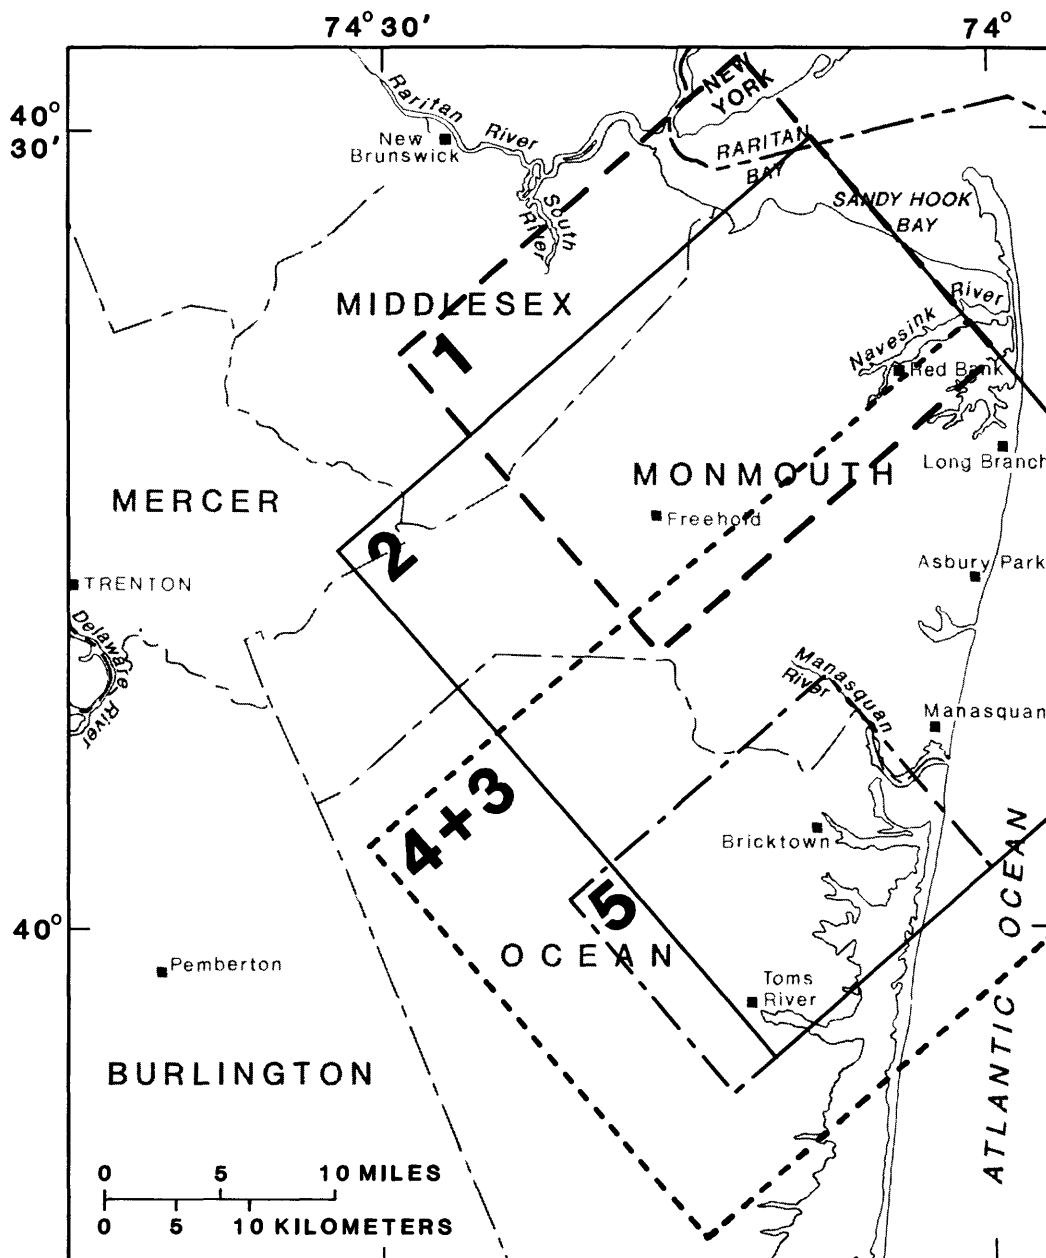 74° 30'
74°
40°
30'
NEW
YORK
Raritan
River
New
Brunswick
RARITAN
BAY
South
River
SANDY HOOK
BAY
MIDDLESEX
1
River
Navesink
Red Bank
MONMOUTH
Long Branch
MERCER
Freehold
2
Asbury Park
TRENTON
Delaware
River
Manasquan
River
Manasquan
4+3
Bricktown
5
40°
OCEAN
Pemberton
Toms
River
ATLANTIC OCEAN
BURLINGTON
0 5 10 MILES
0 5 10 KILOMETERS